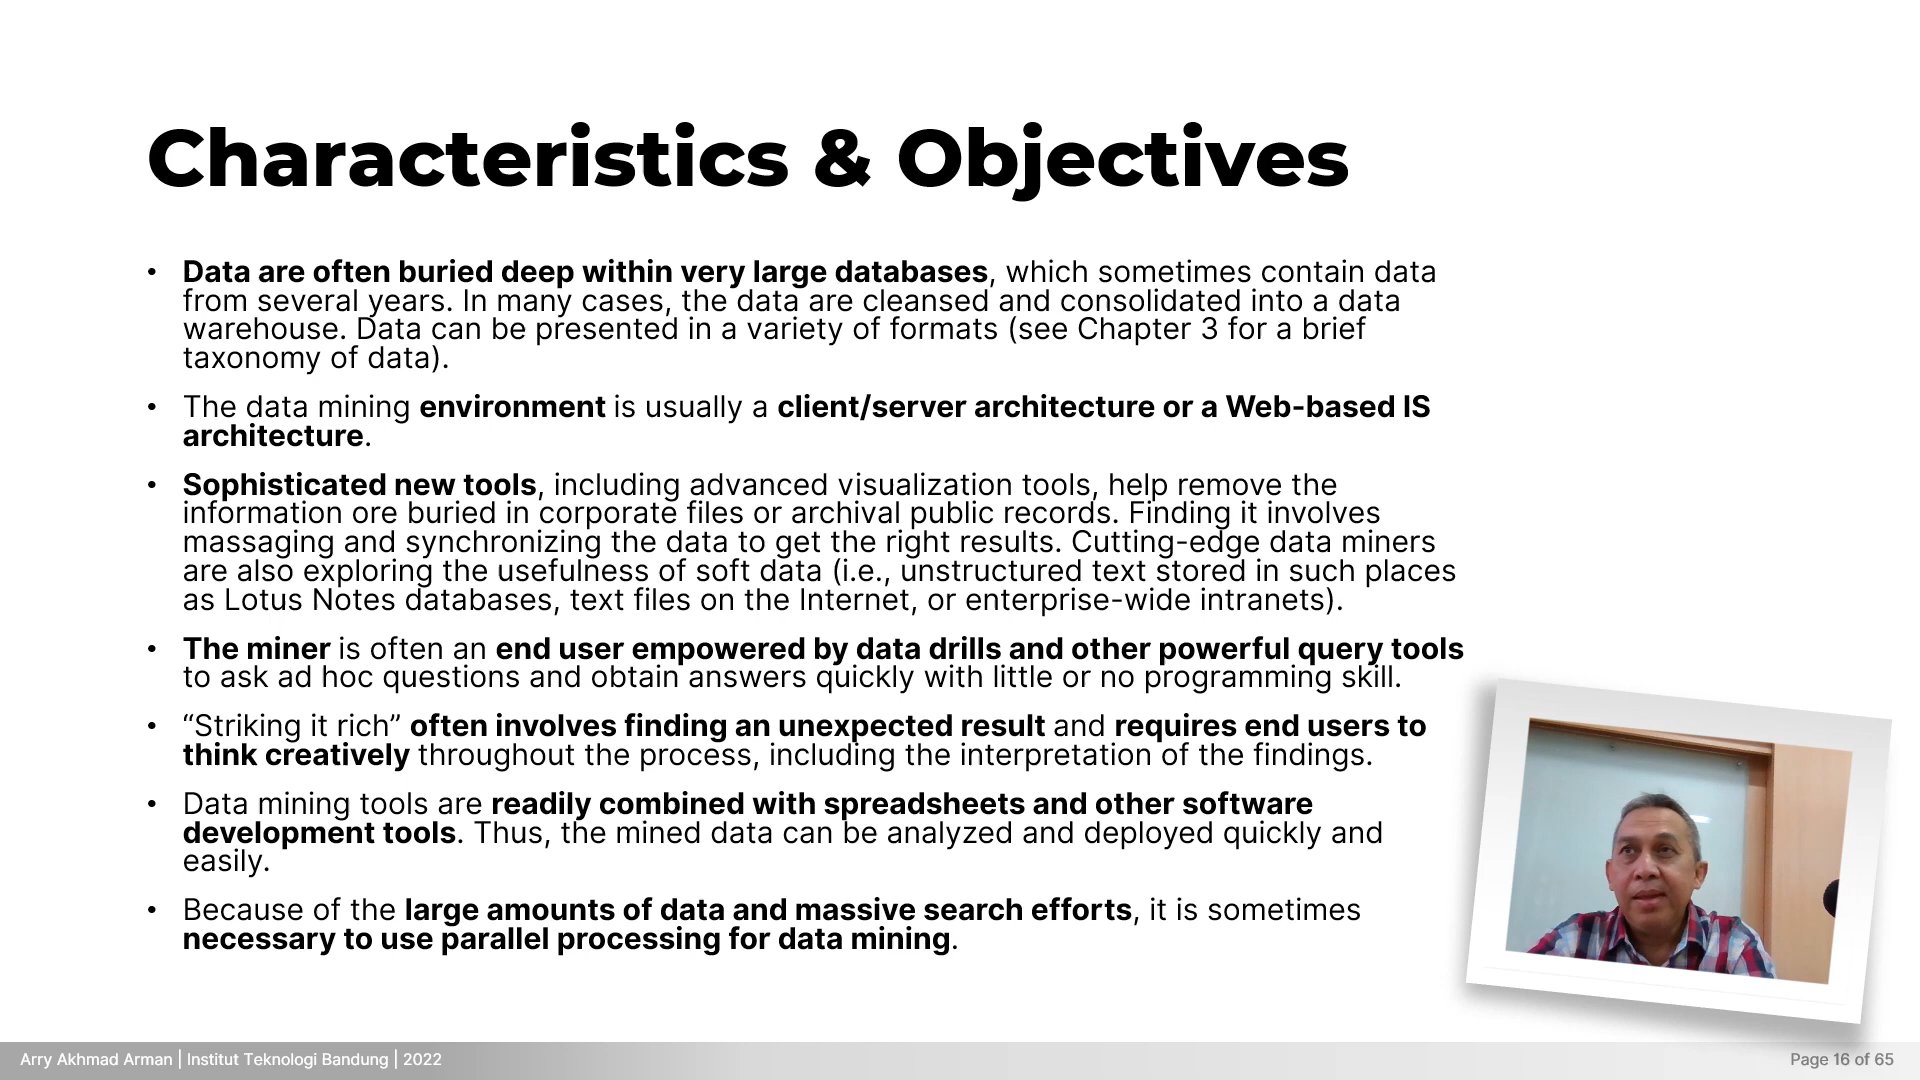 Characteristics & Objectives
• Data are often buried deep within very large databases, which sometimes contain data
from several years. In many cases, the data are cleansed and consolidated into a data
warehouse. Data can be presented in a variety of formats (see Chapter 3 for a brief
taxonomy of data).
• The data mining environment is usually a client/server architecture or a Web-based IS
architecture.
• Sophisticated new tools, including advanced visualization tools, help remove the
information ore buried in corporate files or archival public records. Finding it involves
massaging and synchronizing the data to get the right results. Cutting-edge data miners
are also exploring the usefulness of soft data (i.e., unstructured text stored in such places
as Lotus Notes databases, text files on the Internet, or enterprise-wide intranets).
• The miner is often an end user empowered by data drills and other powerful query tools
to ask ad hoc questions and obtain answers quickly with little or no programming skill.
• “Striking it rich” often involves finding an unexpected result and requires end users to
think creatively throughout the process, including the interpretation of the findings.
• Data mining tools are readily combined with spreadsheets and other software
development tools. Thus, the mined data can be analyzed and deployed quickly and
easily.
• Because of the large amounts of data and massive search efforts, it is sometimes
necessary to use parallel processing for data mining.
Arry Akhmad Arman | Institut Teknologi Bandung | 2022
Page 16 of 65